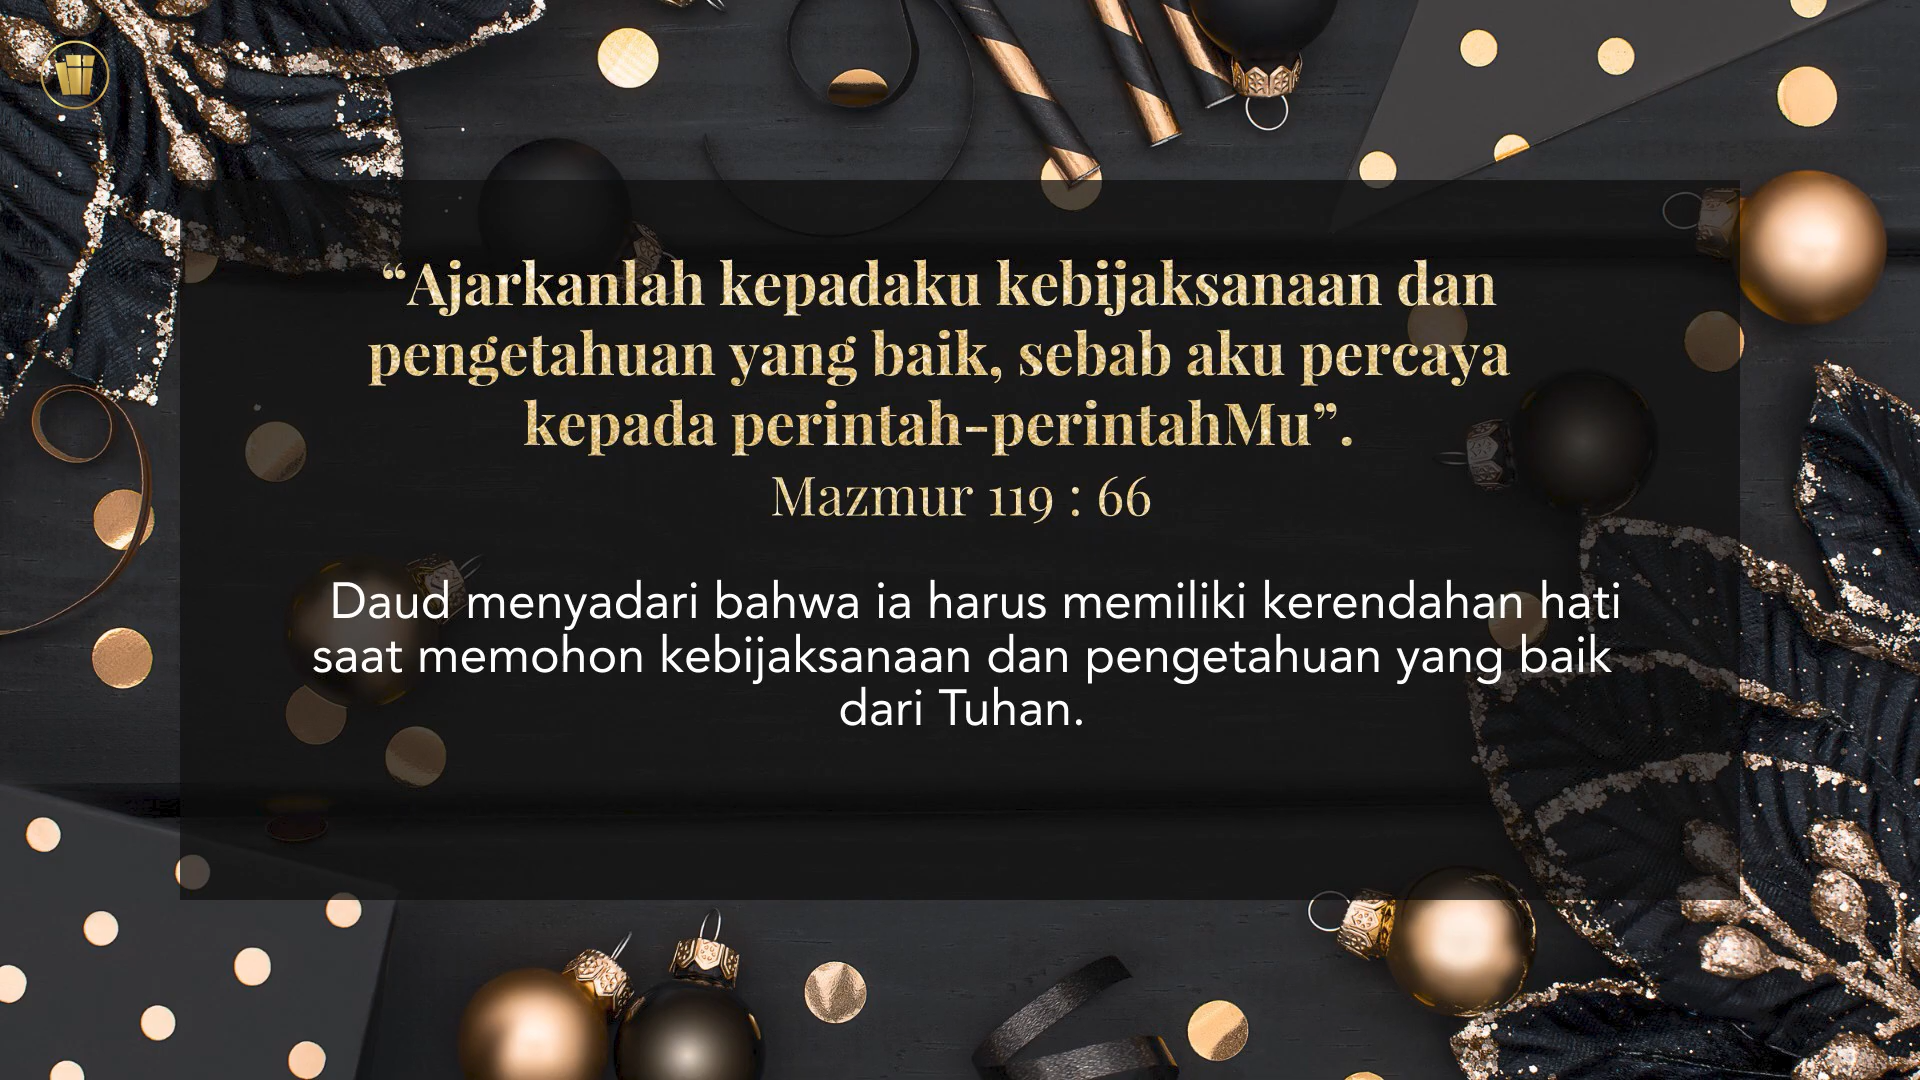 “Ajarkanlah kepadaku kebijaksanaan dan
pengetahuan yang baik, sebab aku percaya
kepada perintah-perintahMu”.
Mazmur 119 : 66
Daud menyadari bahwa ia harus memiliki kerendahan hati
saat memohon kebijaksanaan dan pengetahuan yang baik
dari Tuhan.